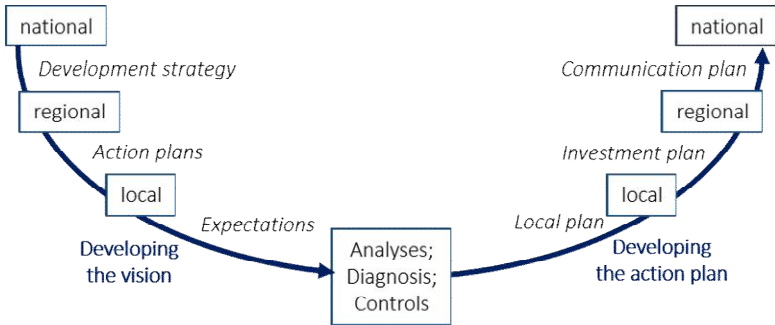 national
Development strategy
regional
Action plans
local
Expectations
Developing
the vision
Analyses;
Diagnosis;
Controls
national
Communication plan
regional
Investment plan
local
Local plan
Developing
the action plan